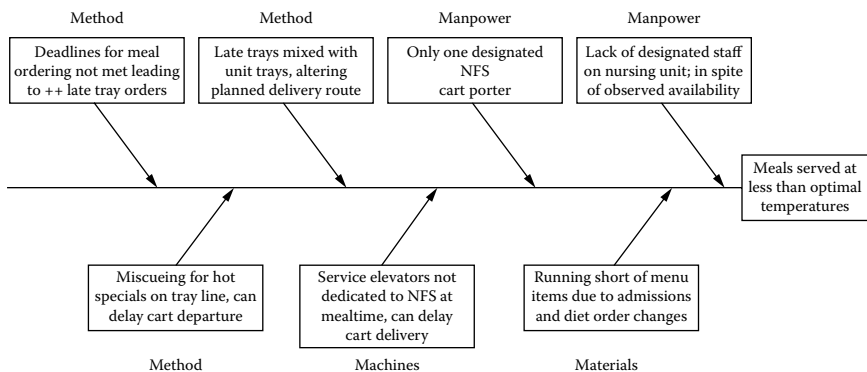 Method
Method
Manpower
Manpower
Deadlines for meal
ordering not met leading
to ++ late tray orders
Late trays mixed with
unit trays, altering
planned delivery route
Only one designated
NFS
cart porter
Lack of designated staff
on nursing unit; in spite
of observed availability
Meals served at
less than optimal
temperatures
Miscueing for hot
specials on tray line, can
delay cart departure
Service elevators not
dedicated to NFS at
mealtime, can delay
cart delivery
Running short of menu
items due to admissions
and diet order changes
Method
Machines
Materials